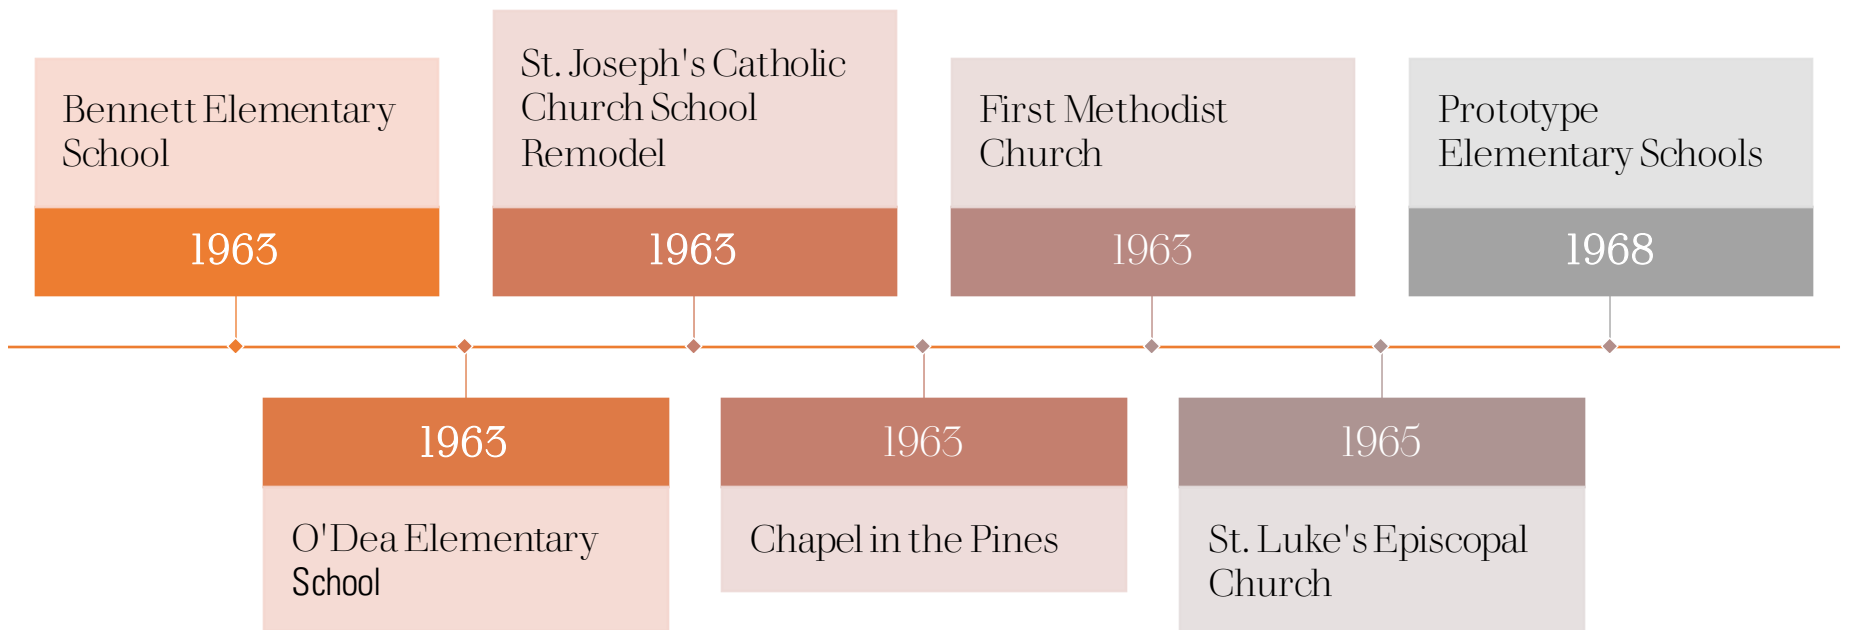 Bennett Elementary
School
1963
O'Dea Elementary
School
1963
St. Joseph's Catholic
Church School
Remodel
1963
Chapel in the Pines
1963
First Methodist
Church
1963
St. Luke's Episcopal
Church
1965
Prototype
Elementary Schools
1968